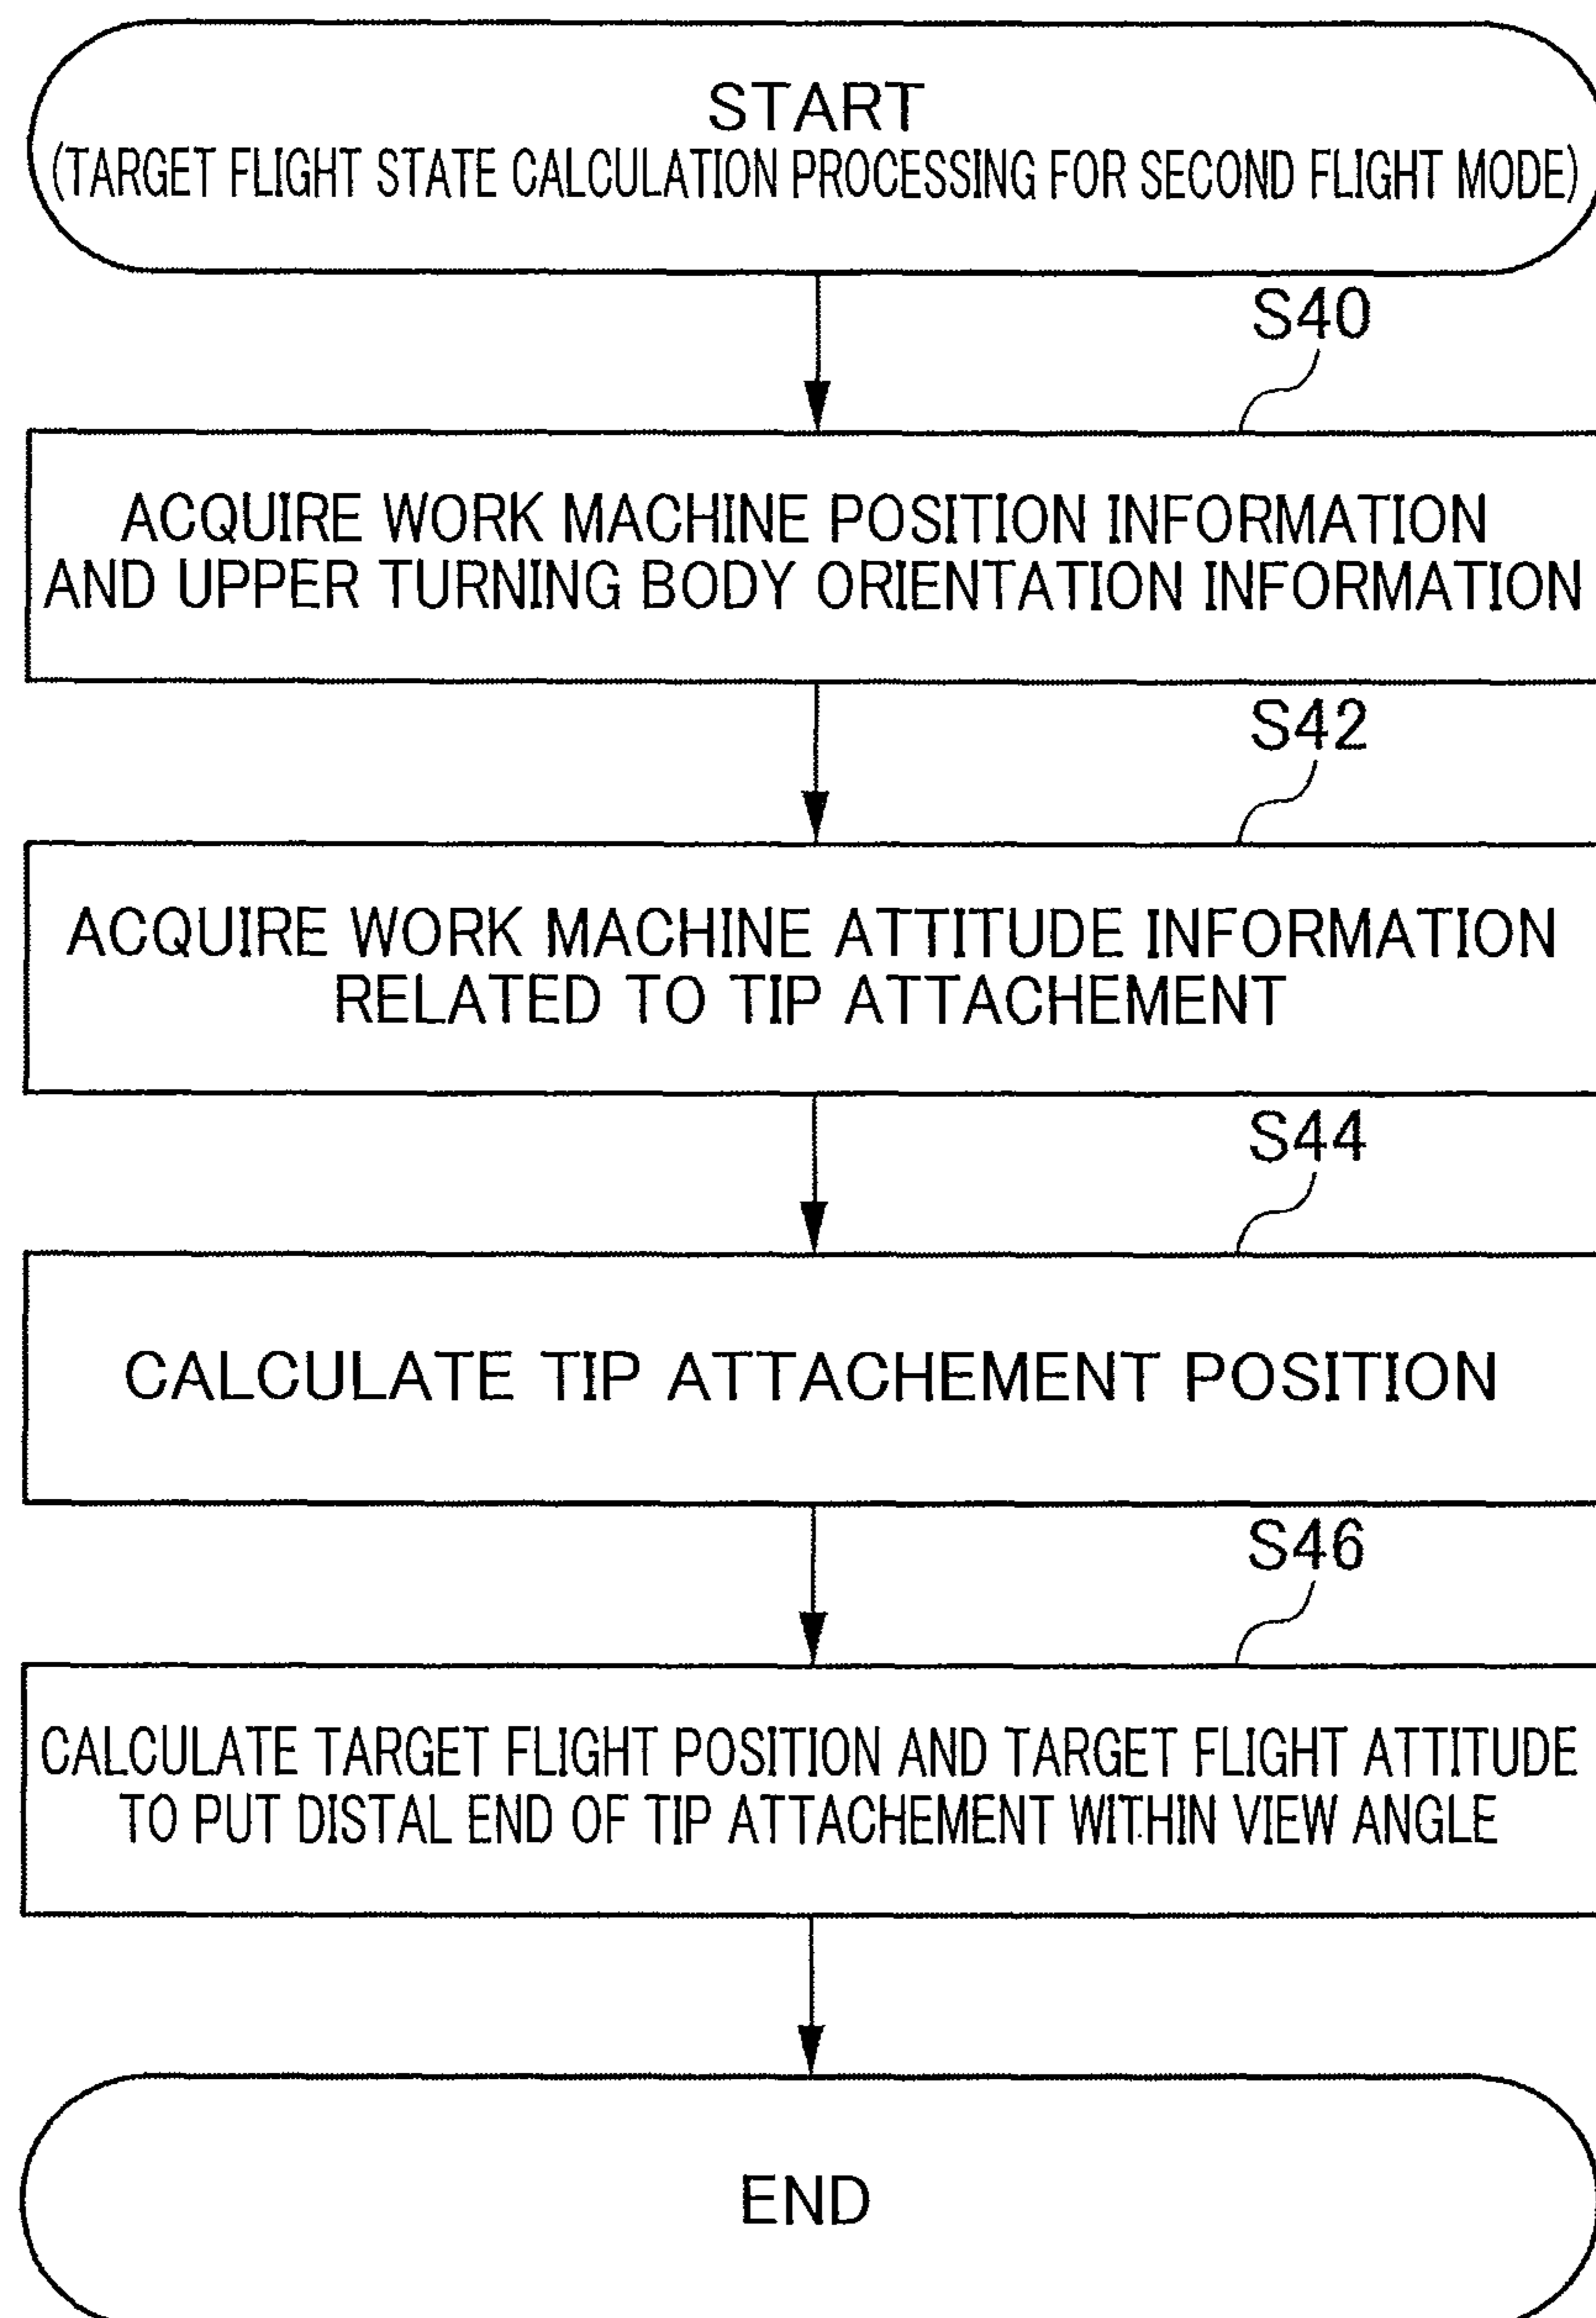 START
(TARGET FLIGHT STATE CALCULATION PROCESSING FOR SECOND FLIGHT MODE)
S40
ACQUIRE WORK MACHINE POSITION INFORMATION
AND UPPER TURNING BODY ORIENTATION INFORMATION
S42
ACQUIRE WORK MACHINE ATTITUDE INFORMATION
RELATED TO TIP ATTACHEMENT
S44
CALCULATE TIP ATTACHEMENT POSITION
S46
CALCULATE TARGET FLIGHT POSITION AND TARGET FLIGHT ATTITUDE
TO PUT DISTAL END OF TIP ATTACHEMENT WITHIN VIEW ANGLE
END